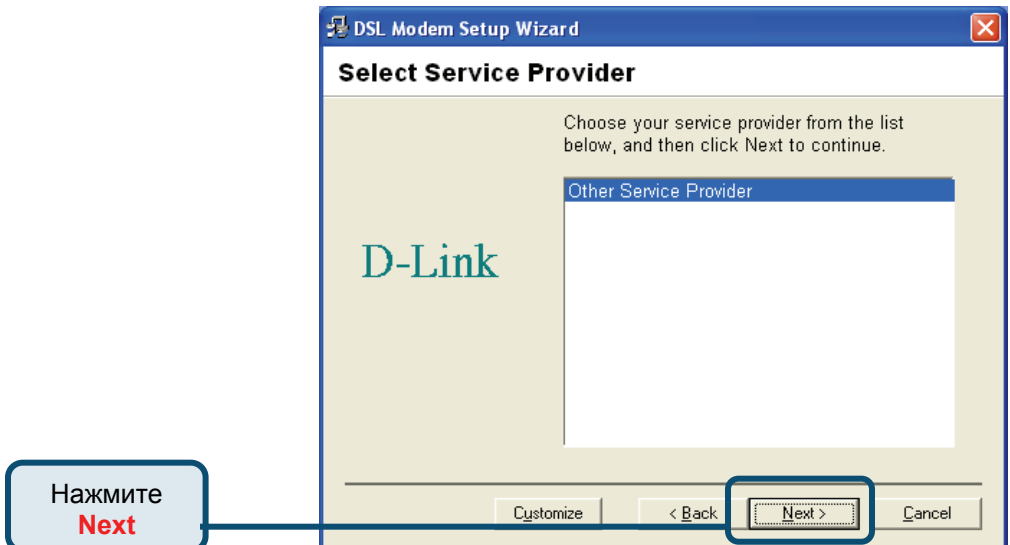 DSL Modem Setup Wizard
Select Service Provider
Choose your service provider from the list
below, and then click Next to continue.
Other Service Provider
D-Link
Нажмите
Next
Customize
< Back
Next >
Cancel